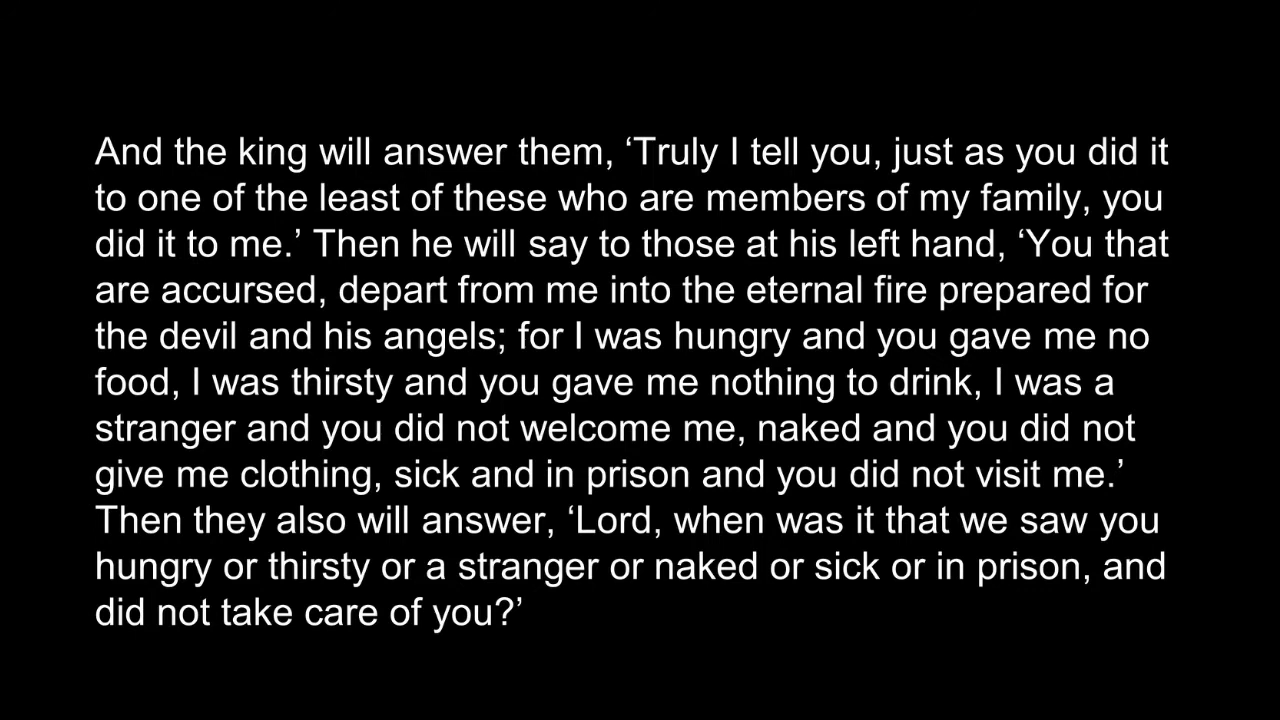 And the king will answer them, ‘Truly I tell you, just as you did it
to one of the least of these who are members of my family, you
did it to me.’ Then he will say to those at his left hand, ‘You that
are accursed, depart from me into the eternal fire prepared for
the devil and his angels; for I was hungry and you gave me no
food, I was thirsty and you gave me nothing to drink, I was a
stranger and you did not welcome me, naked and you did not
give me clothing, sick and in prison and you did not visit me.’
Then they also will answer, ‘Lord, when was it that we saw you
hungry or thirsty or a stranger or naked or sick or in prison, and
did not take care of you?’